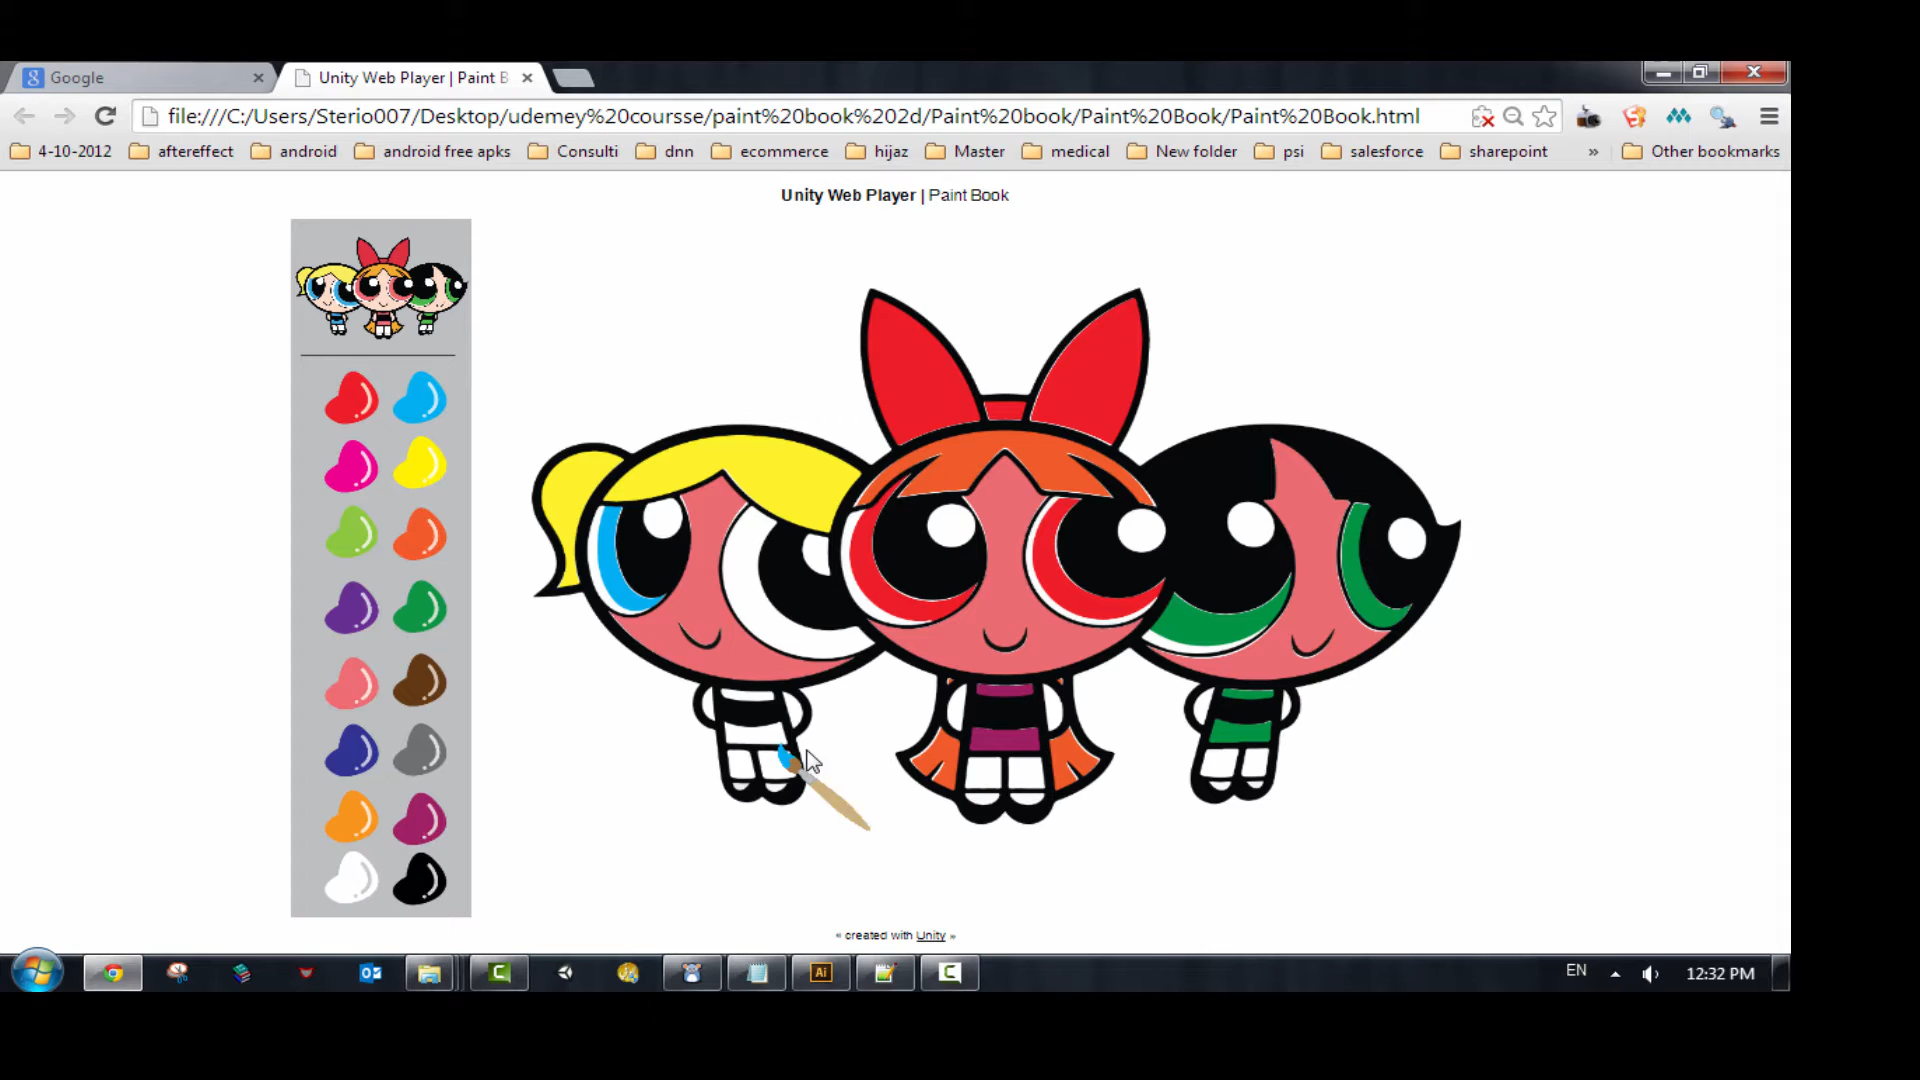 Google
Unity Web Player | Paint B
file:///C:/Users/Sterio007/Desktop/udemey%20coursse/paint%20book%202d/Paint%20book/Paint%20Book/Paint%20Book.html
4-10-2012 aftereffect android android free apks Consulti dnn ecommerce hijaz Master medical New folder psi salesforce sharepoint » Other bookmarks
Unity Web Player | Paint Book
« created with Unity »
EN 12:32 PM